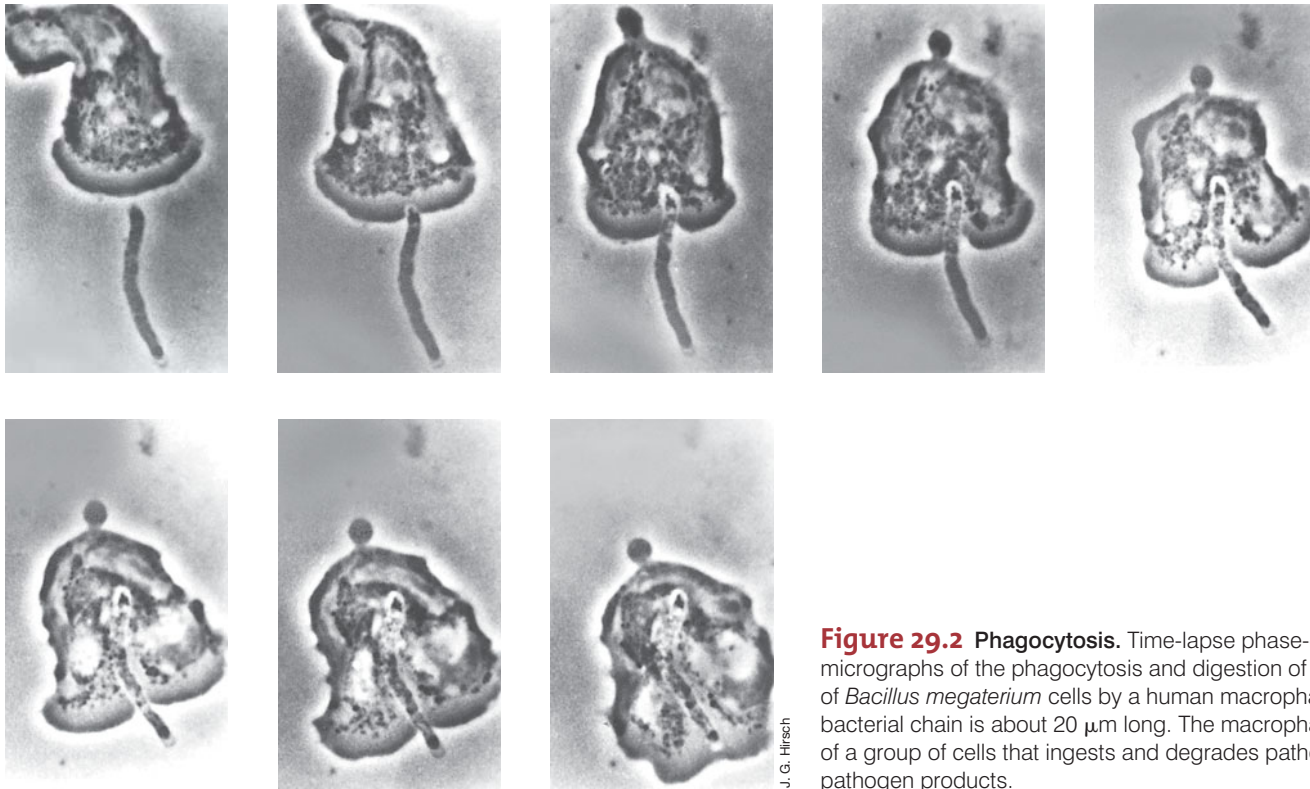 Figure 29.2 Phagocytosis. Time-lapse phase-
micrographs of the phagocytosis and digestion of
of Bacillus megaterium cells by a human
bacterial chain is about 20 μm long. The
of a group of cells that ingests and degrades
pathogen products.
J. G. Hirsch